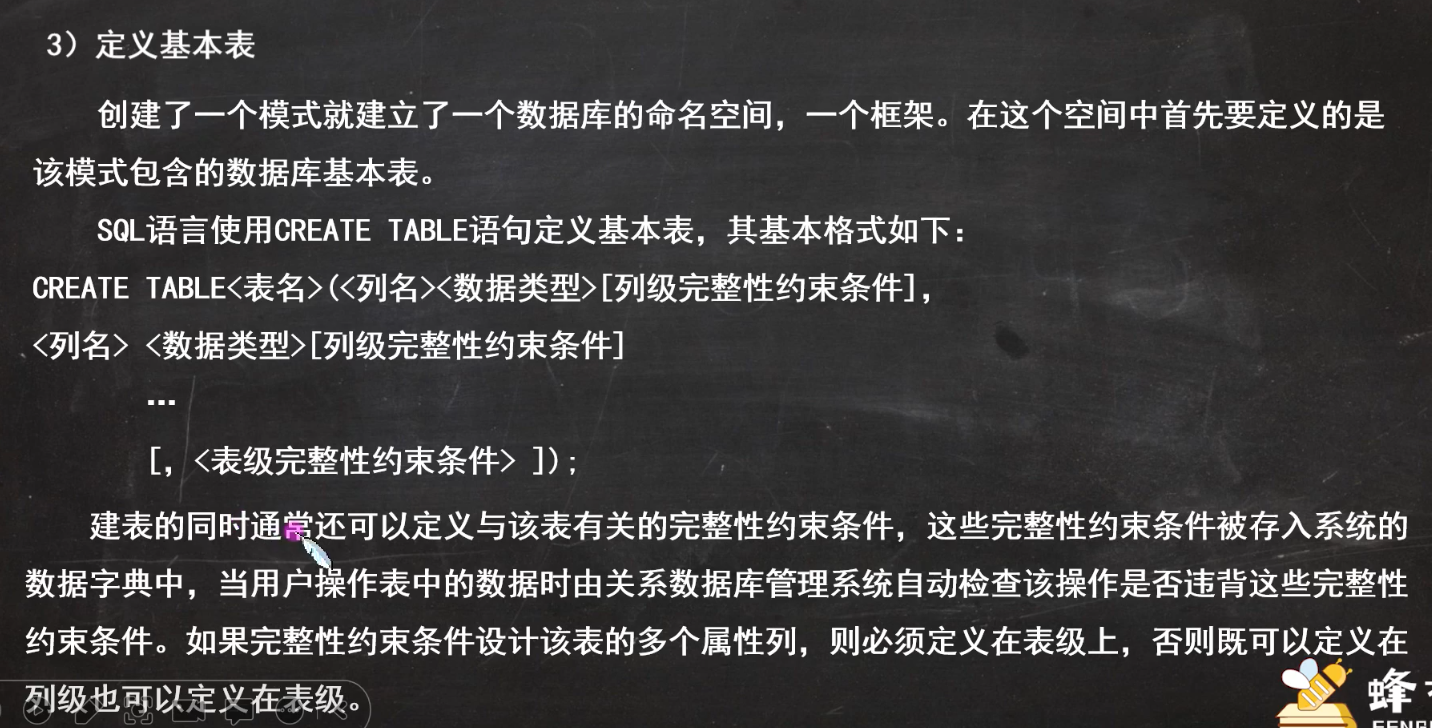 3）定义基本表
创建了一个模式就建立了一个数据库的命名空间，一个框架。在这个空间中首先要定义的是
该模式包含的数据库基本表。
SQL语言使用CREATE TABLE语句定义基本表，其基本格式如下：
CREATE TABLE<表名>(<列名><数据类型>[列级完整性约束条件],
<列名> <数据类型>[列级完整性约束条件]
…
[，<表级完整性约束条件> ]);
建表的同时通常还可以定义与该表有关的完整性约束条件，这些完整性约束条件被存入系统的
数据字典中，当用户操作表中的数据时由关系数据库管理系统自动检查该操作是否违背这些完整性
约束条件。如果完整性约束条件设计该表的多个属性列，则必须定义在表级上，否则既可以定义在
列级也可以定义在表级。
蜂